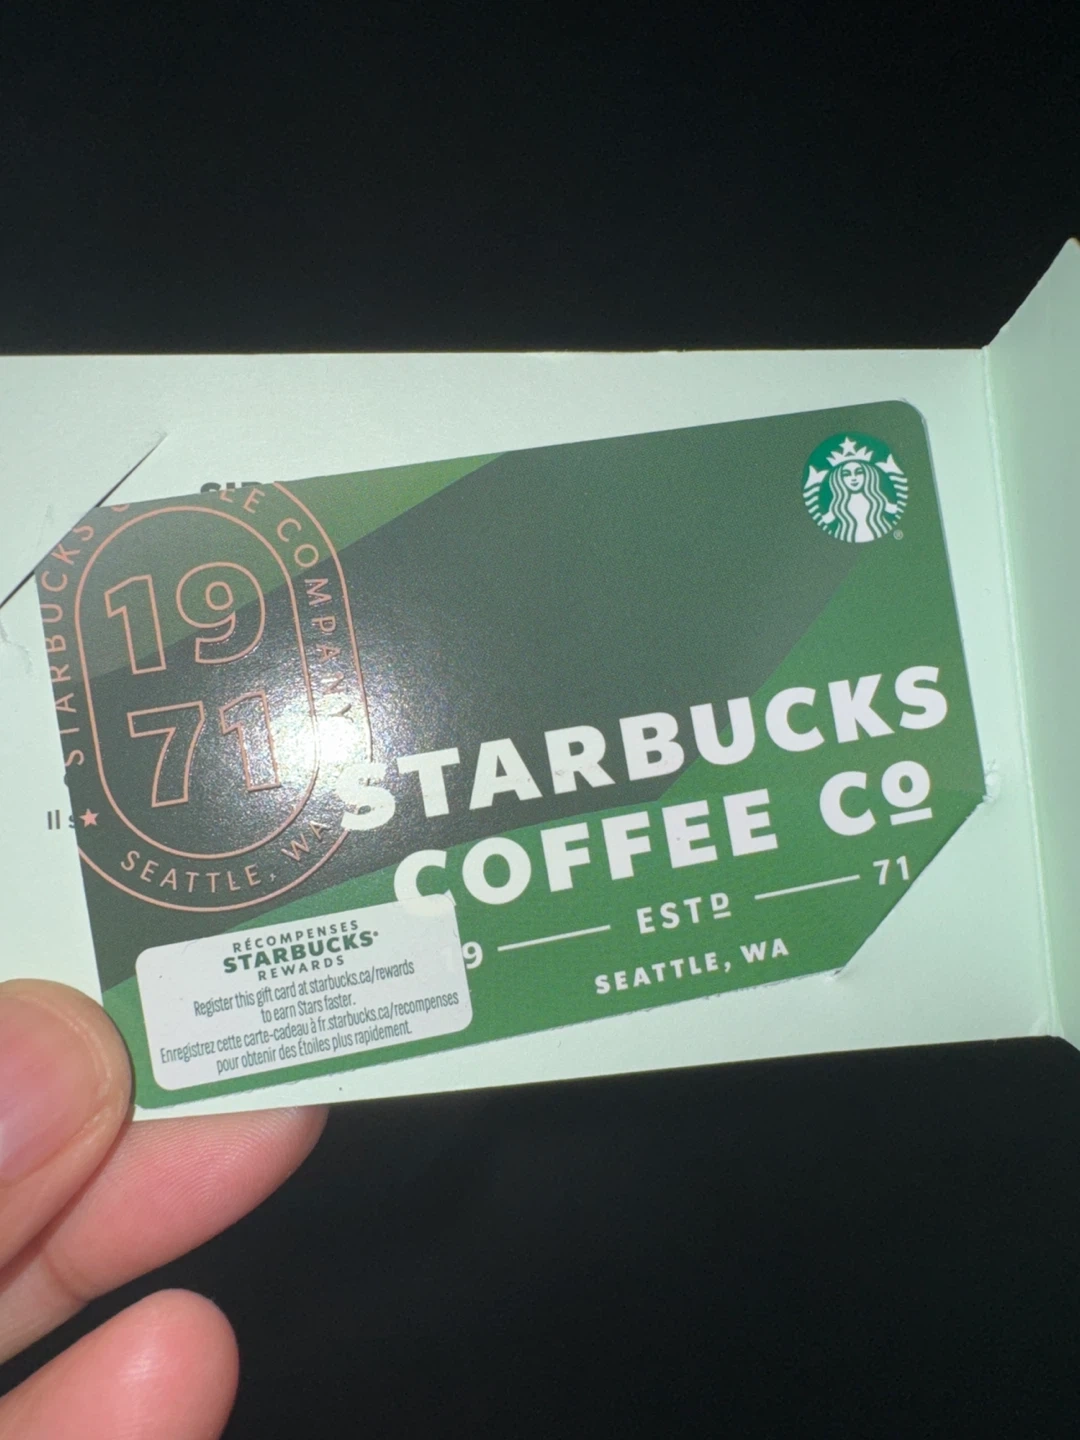 STARBUCKS
EE COMPANY
19
71
SEATTLE, WA
STARBUCKS
COFFEE Co
9 ESTD 71
SEATTLE, WA
RÉCOMPENSES
STARBUCKS®
REWARDS
Register this gift card at starbucks.ca/rewards
to earn Stars faster.
Enregistrez cette carte-cadeau à fr.starbucks.ca/recompenses
pour obtenir des Étoiles plus rapidement.